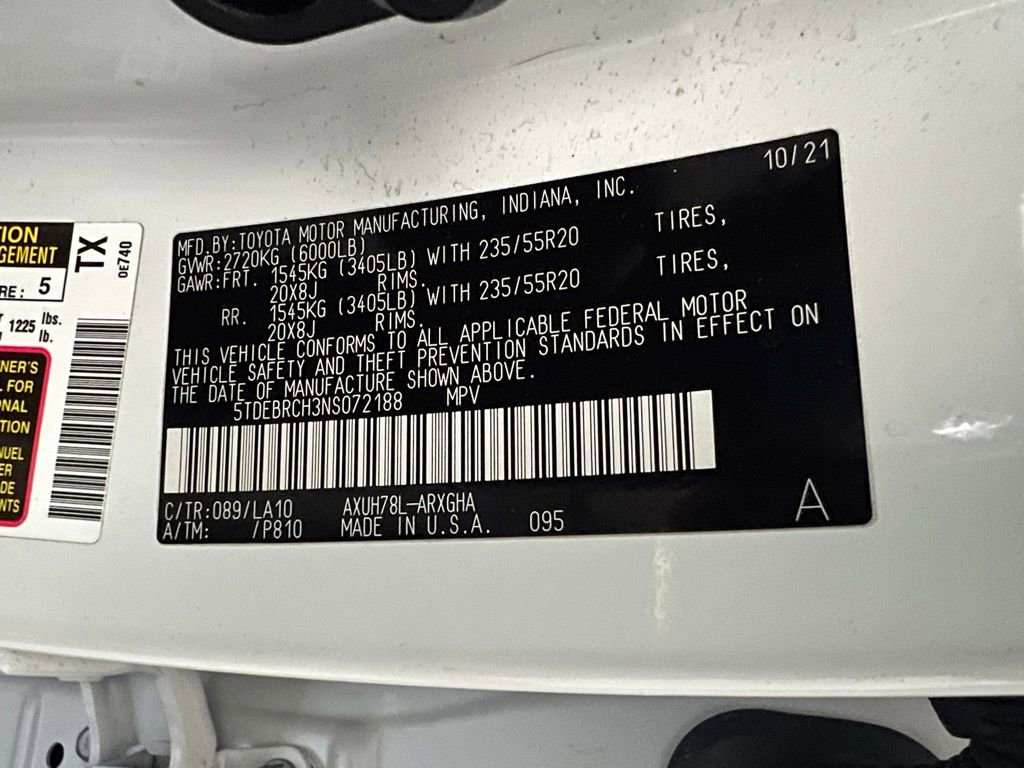 10/21
MFD.BY:TOYOTA MOTOR MANUFACTURING, INDIANA, INC.
GVWR:2720KG (6000LB)
GAWR:FRT. 1545KG (3405LB) WITH 235/55R20 TIRES,
20X8J RIMS.
RR. 1545KG (3405LB) WITH 235/55R20 TIRES,
20X8J RIMS.
THIS VEHICLE CONFORMS TO ALL APPLICABLE FEDERAL MOTOR
VEHICLE SAFETY AND THEFT PREVENTION STANDARDS IN EFFECT ON
THE DATE OF MANUFACTURE SHOWN ABOVE.
5TDEBRCH3NS072188 MPV
C/TR:089/LA10 AXUH78L-ARXGHA
A/TM: /P810 MADE IN U.S.A. 095
A
TX
0E740
5
1225 lbs.
lb.
FOR